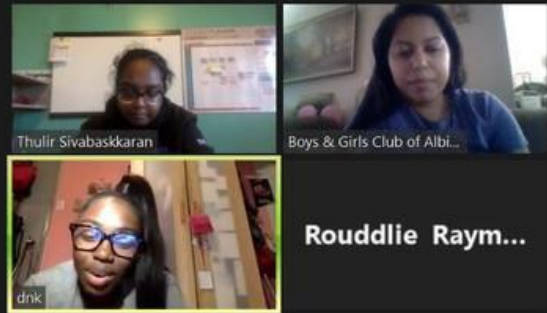 Thulir Sivabaskkaran
Boys & Girls Club of Albi...
dnk
Rouddlie Raym...